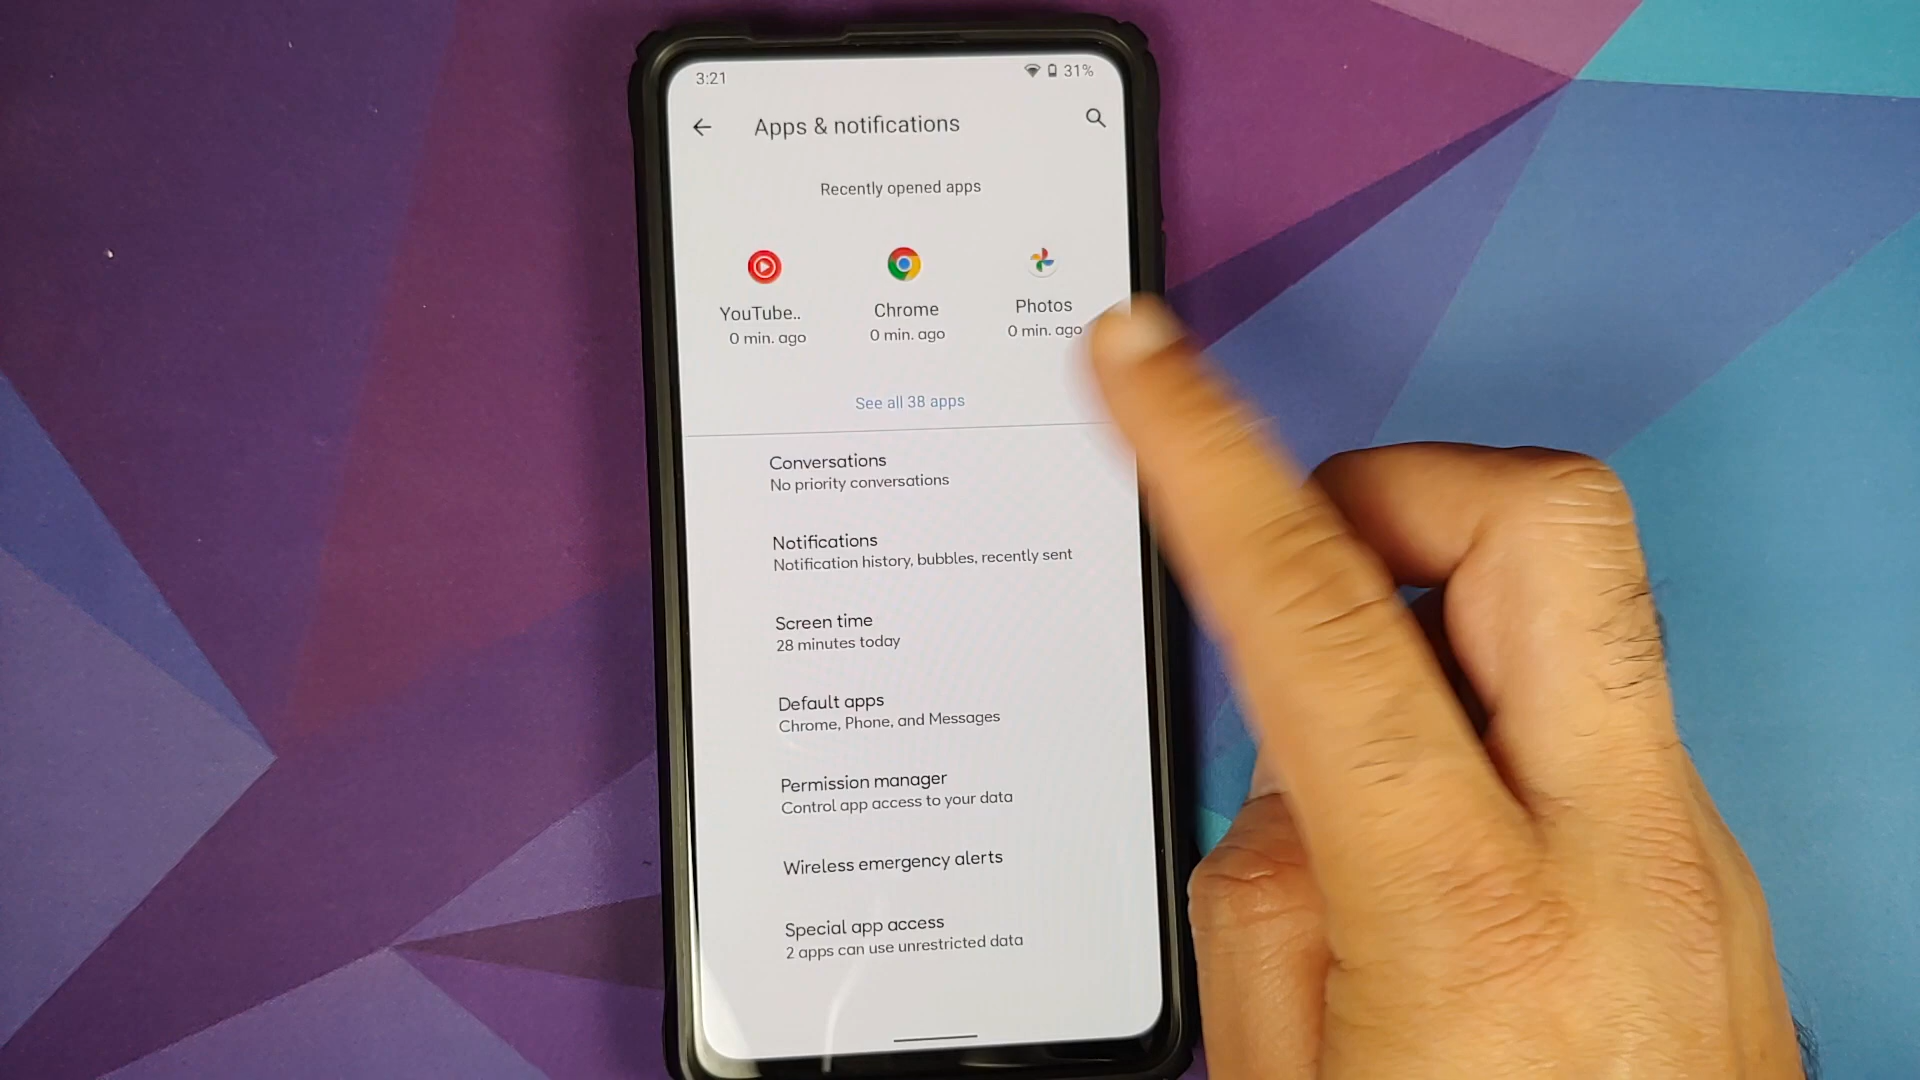 3:21
31%
Apps & notifications
Recently opened apps
YouTube..
Chrome
Photos
0 min. ago
0 min. ago
0 min. ago
See all 38 apps
Conversations
No priority conversations
Notifications
Notification history, bubbles, recently sent
Screen time
28 minutes today
Default apps
Chrome, Phone, and Messages
Permission manager
Control app access to your data
Wireless emergency alerts
Special app access
2 apps can use unrestricted data